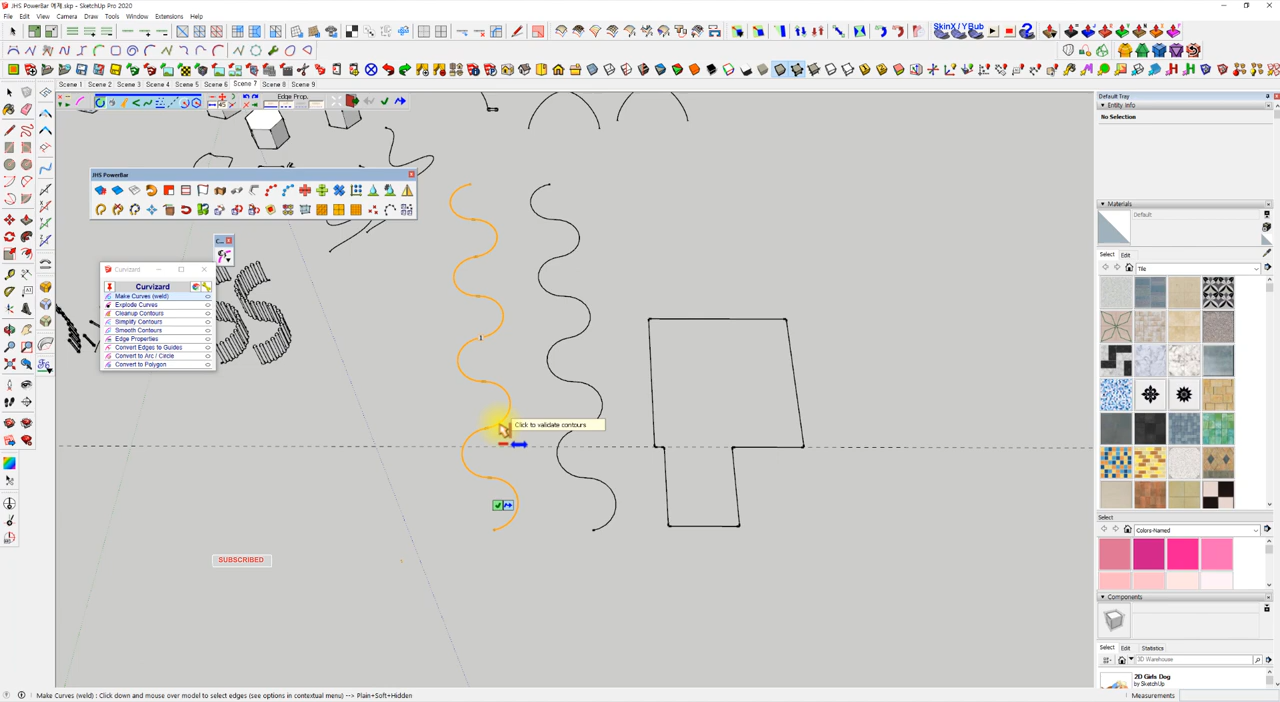 JHS PowerBar 예제.skp - SketchUp Pro 2020
File Edit View Camera Draw Tools Window Extensions Help
SkinX/YBub
Scene 1 Scene 2 Scene 3 Scene 4 Scene 5 Scene 6 Scene 7 Scene 8 Scene 9
45
Edge Prop.
Default Tray
Entity Info
No Selection
JHS PowerBar
C...
Materials
Default
Curvizard
Curvizard
Make Curves (weld)
Explode Curves
Cleanup Contours
Simplify Contours
Smooth Contours
Edge Properties
Convert Edges to Guides
Convert to Arc / Circle
Convert to Polygon
Select Edit
Tile
1
Click to validate contours
SUBSCRIBED
Select
Colors-Named
Components
Select Edit Statistics
3D Warehouse
2D Girls Dog
by SketchUp
Make Curves (weld) : Click down and mouse over model to select edges (see options in contextual menu) --> Plain+Soft+Hidden
Measurements